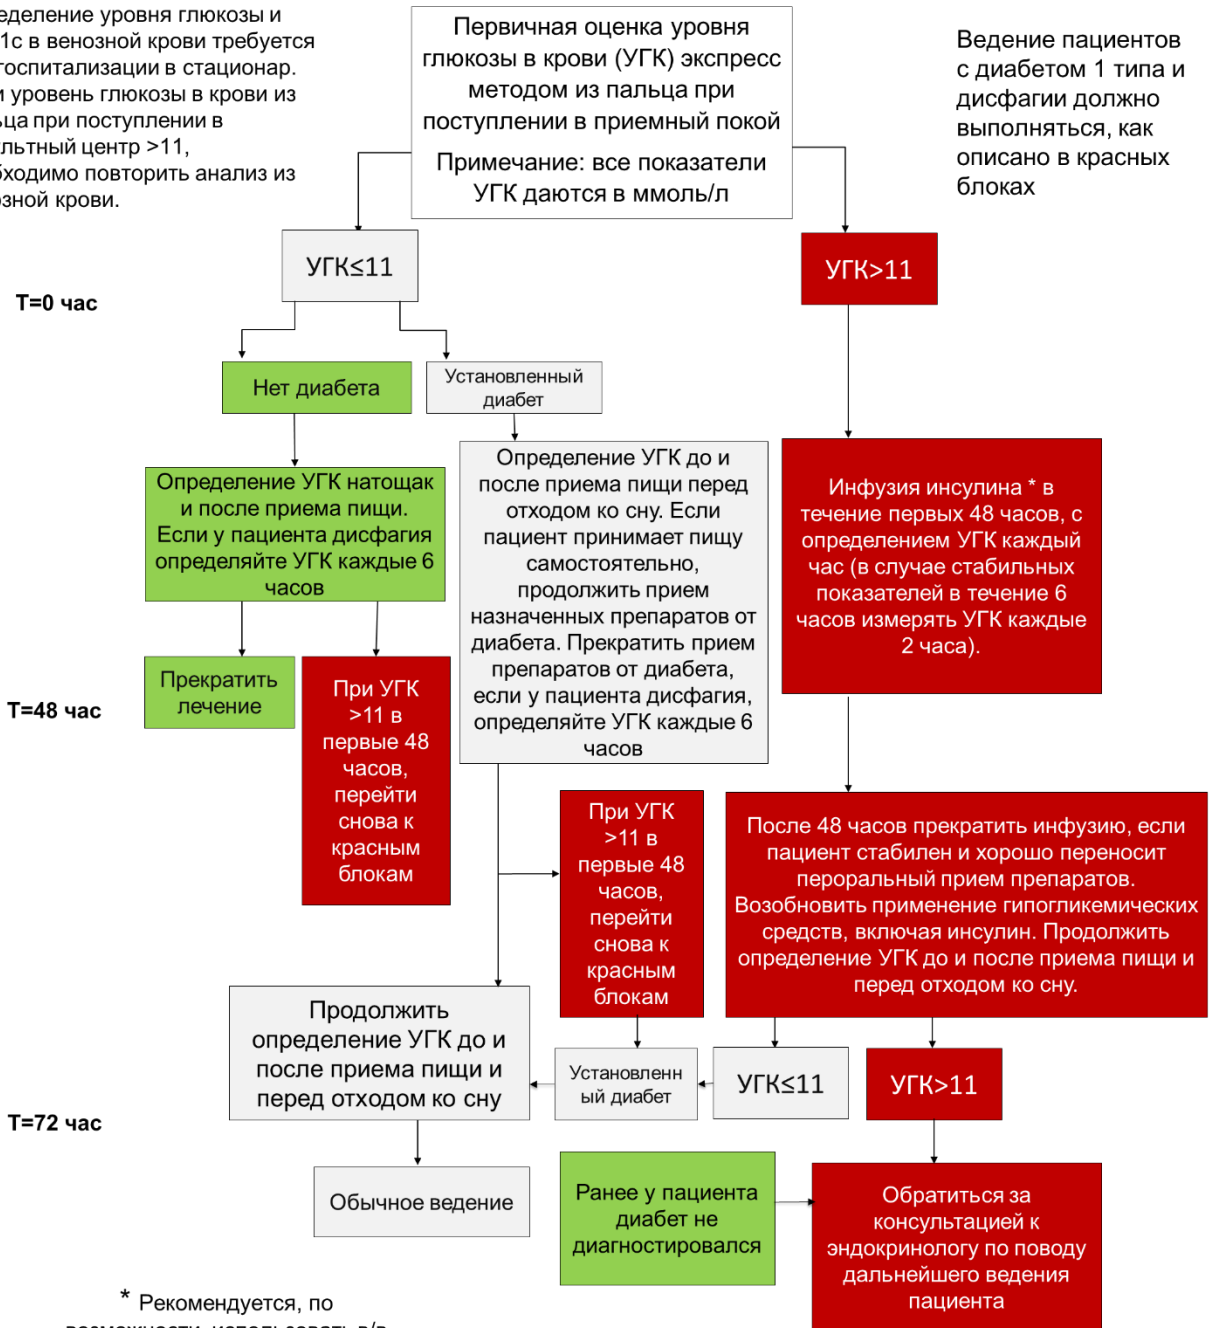 уровня глюкозы и
в венозной крови требуется
госпитализации в стационар.
уровень глюкозы в крови из
при поступлении в
центр >11,
повторить анализ из
крови.
Первичная оценка уровня
глюкозы в крови (УГК) экспресс
методом из пальца при
поступлении в приемный покой
Примечание: все показатели
УГК даются в ммоль/л
Ведение пациентов
с диабетом 1 типа и
дисфагии должно
выполняться, как
описано в красных
блоках
УГК≤11
УГК>11
T=0 час
Нет диабета
Установленный
диабет
Определение УГК натощак
и после приема пищи.
Если у пациента дисфагия
определяйте УГК каждые 6
часов
Определение УГК до и
после приема пищи перед
отходом ко сну. Если
пациент принимает пищу
самостоятельно,
продолжить прием
назначенных препаратов от
диабета. Прекратить прием
препаратов от диабета,
если у пациента дисфагия,
определяйте УГК каждые 6
часов
Инфузия инсулина * в
течение первых 48 часов, с
определением УГК каждый
час (в случае стабильных
показателей в течение 6
часов измерять УГК каждые
2 часа).
T=48 час
Прекратить
лечение
При УГК
>11 в
первые 48
часов,
перейти
снова к
красным
блокам
При УГК
>11 в
первые 48
часов,
перейти
снова к
красным
блокам
После 48 часов прекратить инфузию, если
пациент стабилен и хорошо переносит
пероральный прием препаратов.
Возобновить применение гипогликемических
средств, включая инсулин. Продолжить
определение УГК до и после приема пищи и
перед отходом ко сну.
Продолжить
определение УГК до и
после приема пищи и
перед отходом ко сну
Установленн
ый диабет
УГК≤11
УГК>11
T=72 час
Обычное ведение
Ранее у пациента
диабет не
диагностировался
Обратиться за
консультацией к
эндокринологу по поводу
дальнейшего ведения
пациента
* Рекомендуется, по